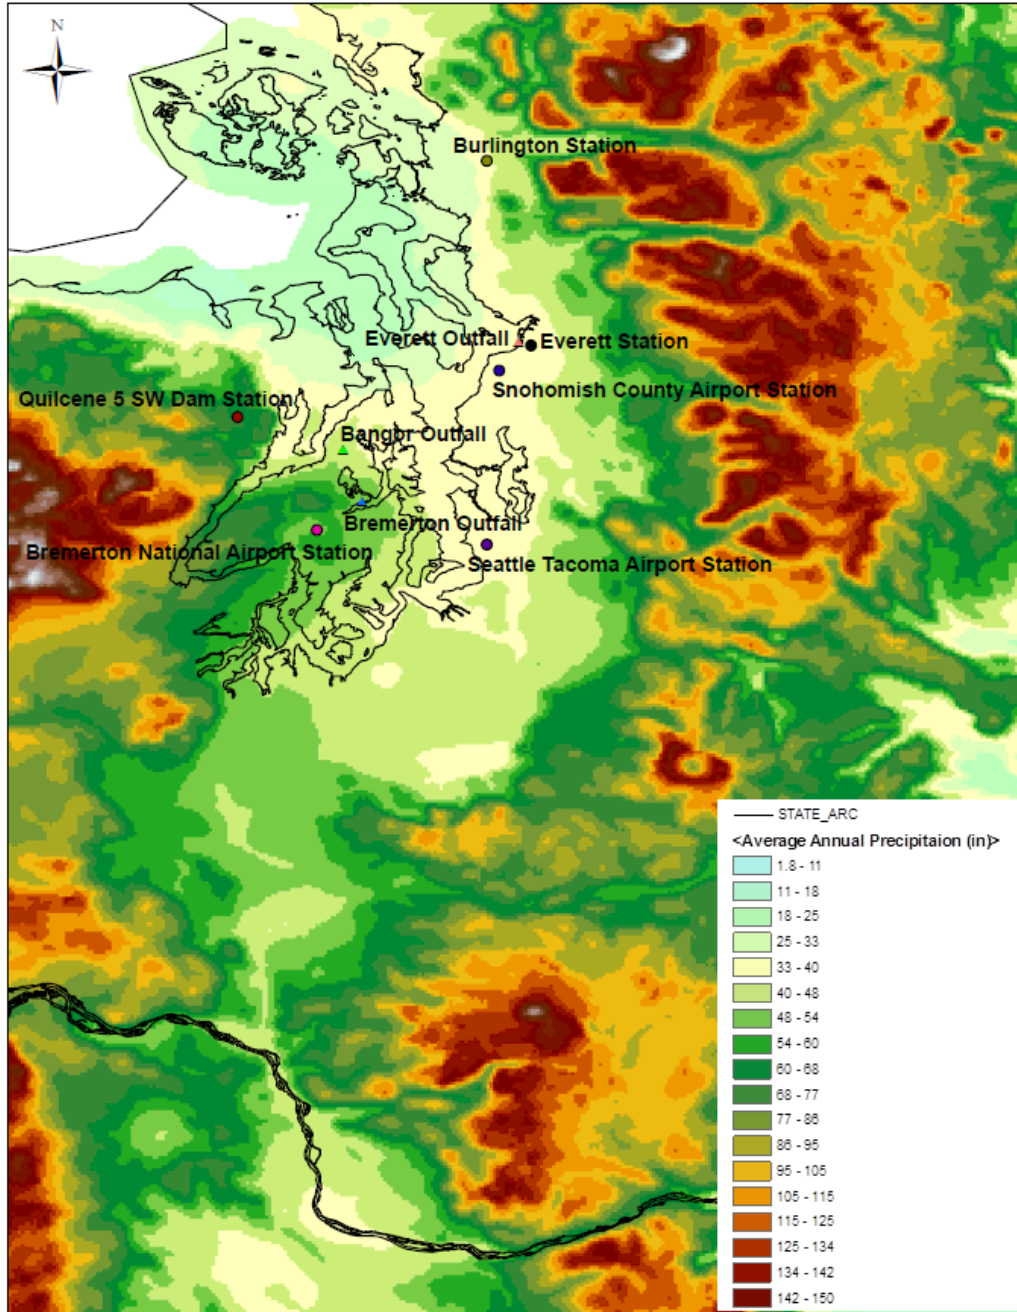 N
Burlington Station
Everett Outfall
Everett Station
Snohomish County Airport Station
Quilcene 5 SW Dam Station
Bangor Outfall
Bremerton Outfall
Bremerton National Airport Station
Seattle Tacoma Airport Station
STATE_ARC
<Average Annual Precipitaion (in)>
1.8 - 11
11 - 18
18 - 25
25 - 33
33 - 40
40 - 48
48 - 54
54 - 60
60 - 68
68 - 77
77 - 86
86 - 95
95 - 105
105 - 115
115 - 125
125 - 134
134 - 142
142 - 150